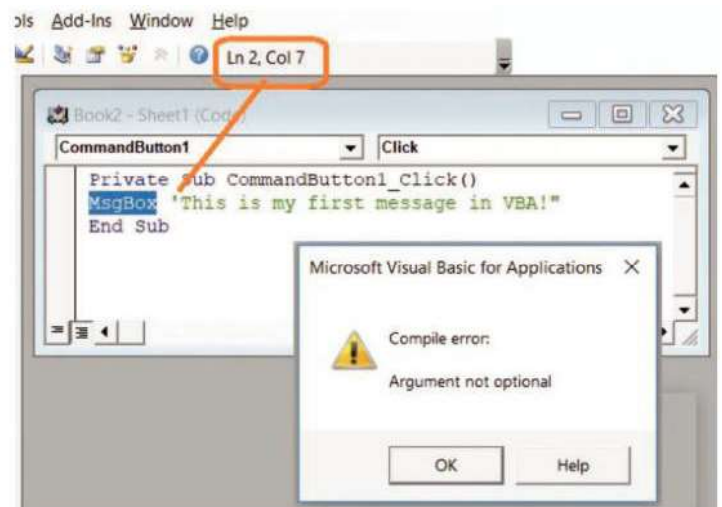 ols Add-Ins Window Help
Ln 2, Col 7
Book2 - Sheet1 (Code)
CommandButton1 Click
Private Sub CommandButton1_Click()
MsgBox 'This is my first message in VBA!"
End Sub
Microsoft Visual Basic for Applications
Compile error:
Argument not optional
OK Help